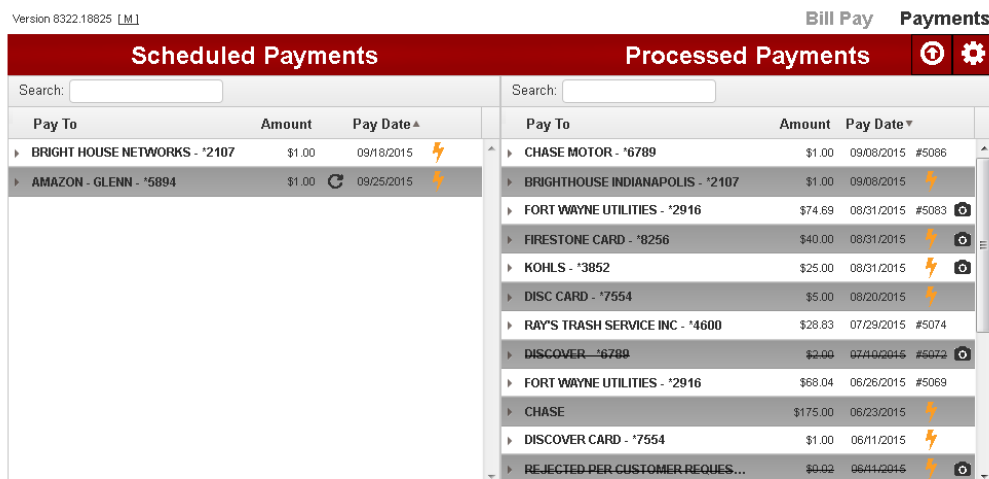 Version 8322.18825 [ M ]
Bill Pay Payments
Scheduled Payments
Search:
Pay To Amount Pay Date
BRIGHT HOUSE NETWORKS - *2107 $1.00 09/18/2015
AMAZON - GLENN - *5894 $1.00 09/25/2015
Processed Payments
Search:
Pay To Amount Pay Date
CHASE MOTOR - *6789 $1.00 09/08/2015 #5086
BRIGHTHOUSE INDIANAPOLIS - *2107 $1.00 09/08/2015
FORT WAYNE UTILITIES - *2916 $74.69 08/31/2015 #5083
FIRESTONE CARD - *8256 $40.00 08/31/2015
KOHLS - *3852 $25.00 08/31/2015
DISC CARD - *7554 $5.00 08/20/2015
RAY'S TRASH SERVICE INC - *4600 $28.83 07/29/2015 #5074
DISCOVER - *6789 $2.00 07/10/2015 #5072
FORT WAYNE UTILITIES - *2916 $68.04 06/26/2015 #5069
CHASE $175.00 06/23/2015
DISCOVER CARD - *7554 $1.00 06/11/2015
REJECTED PER CUSTOMER REQUES... $0.02 06/11/2015